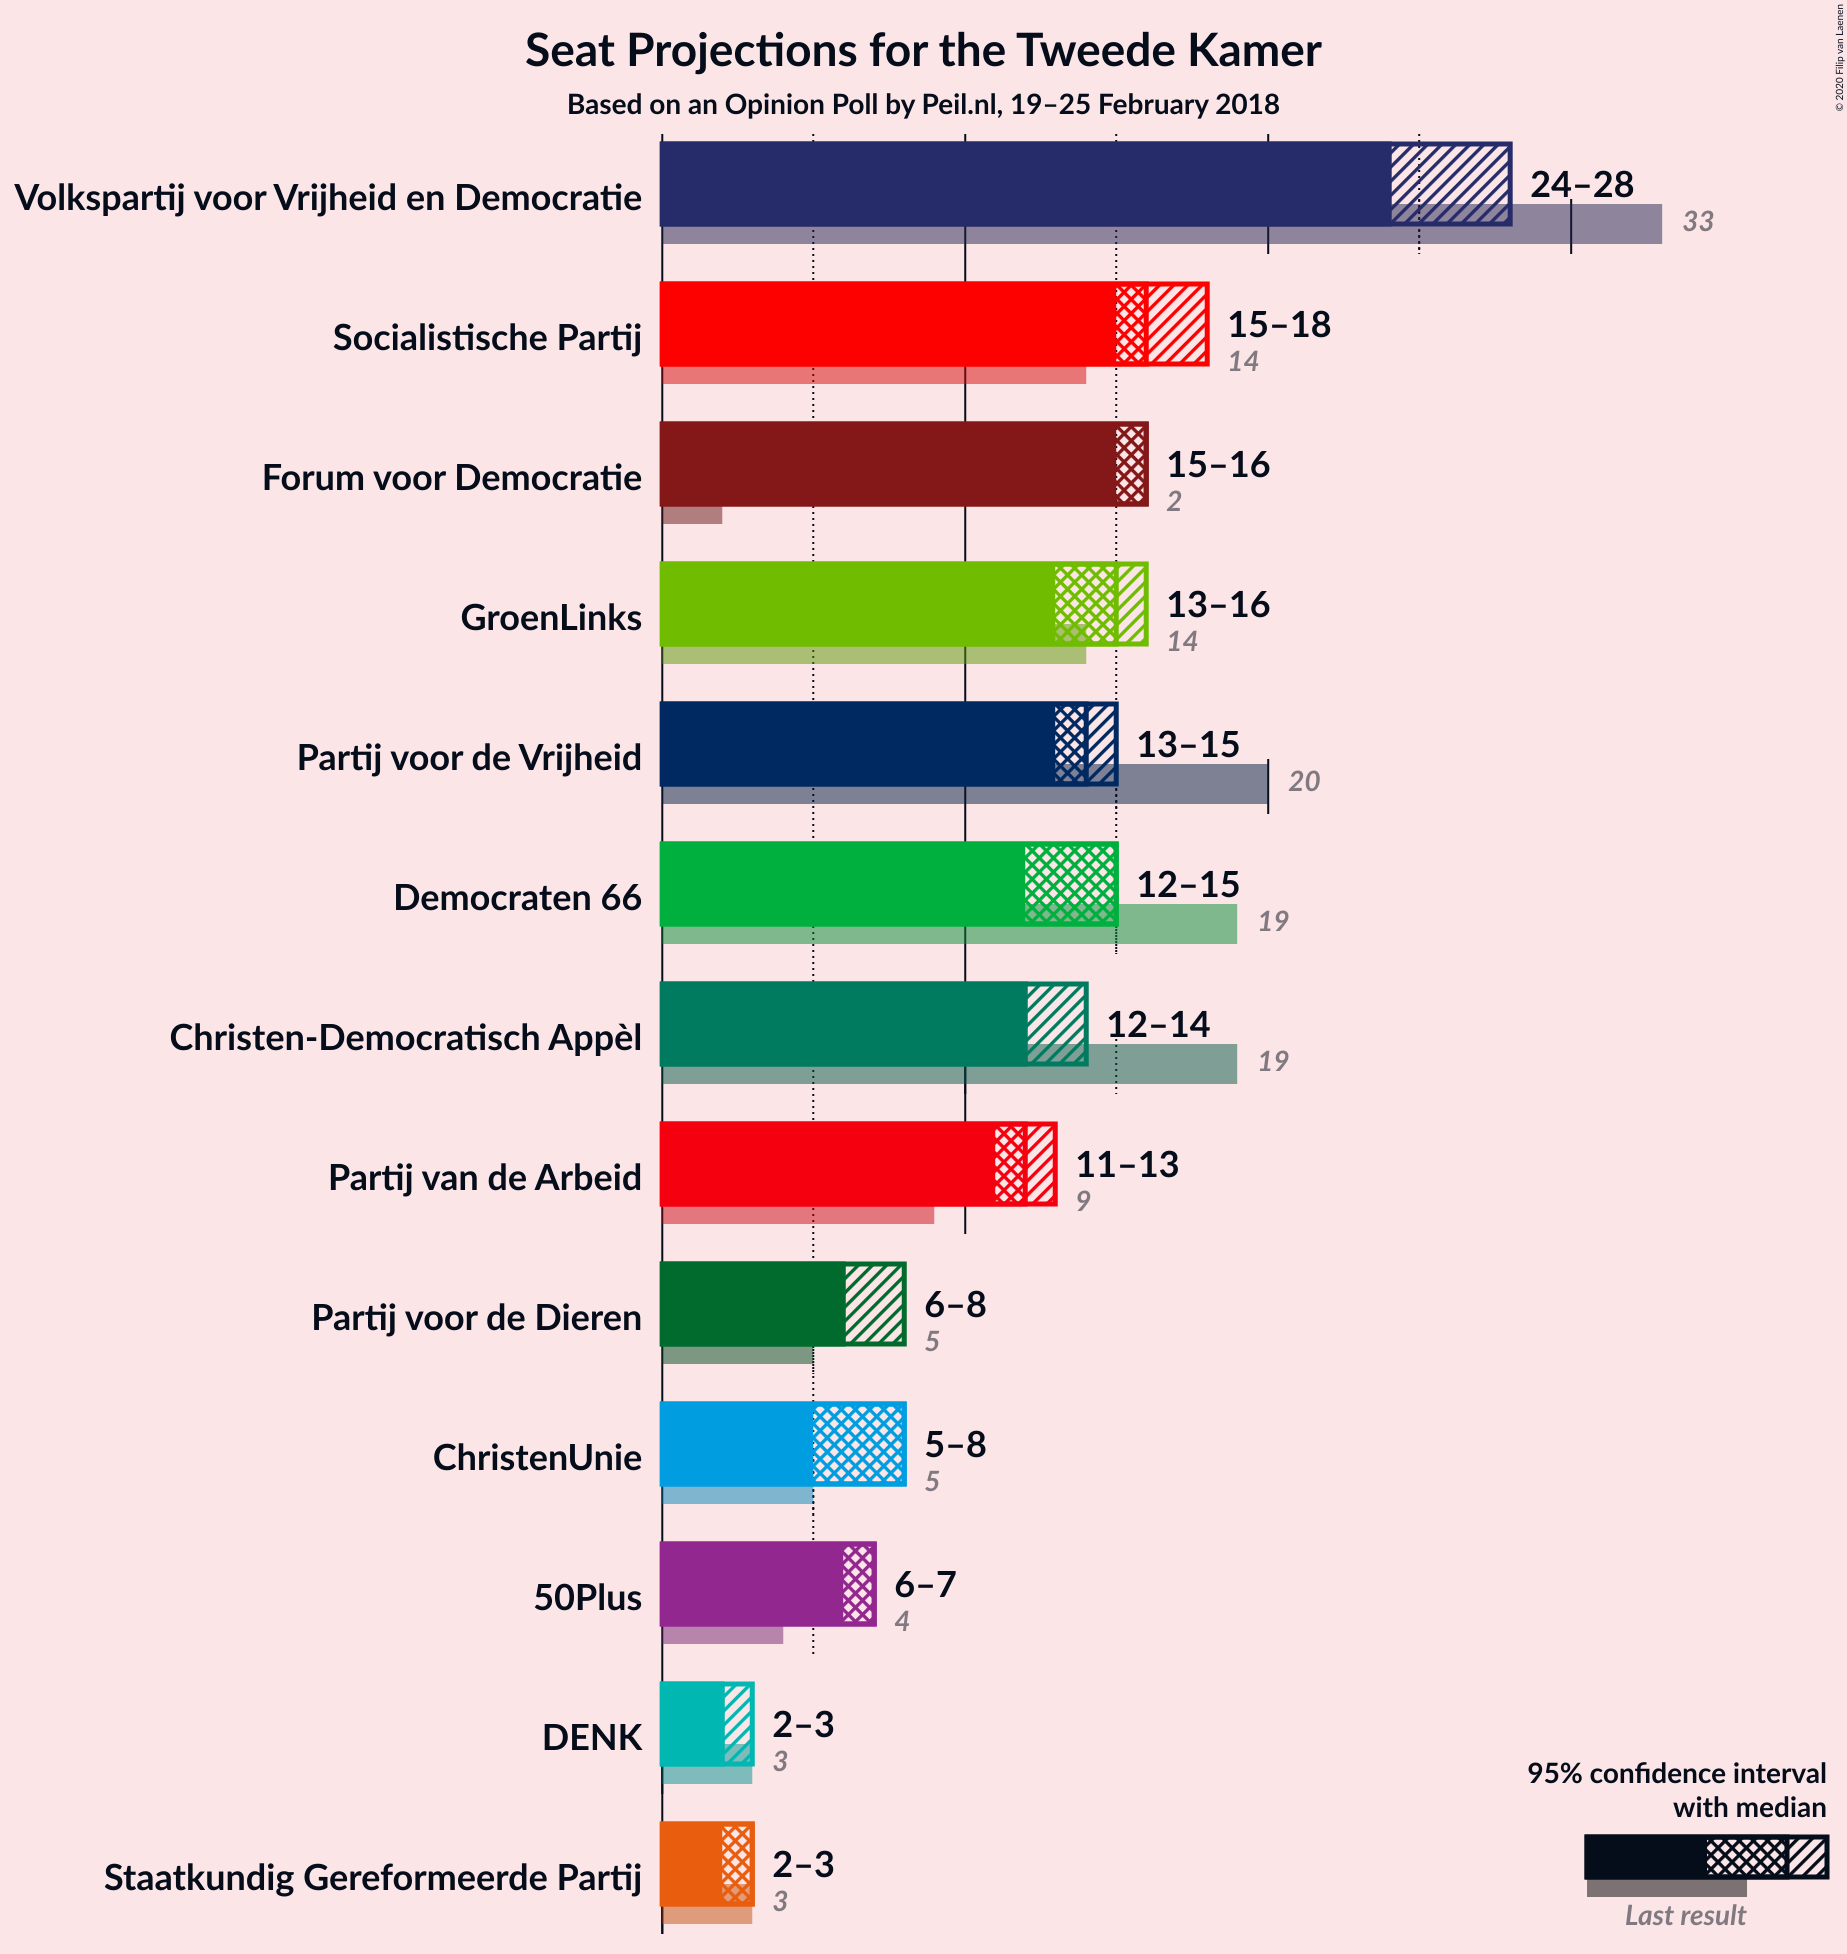 Seat Projections for the Tweede Kamer
Based on an Opinion Poll by Peil.nl, 19–25 February 2018
© 2020 Filip van Laenen
Volkspartij voor Vrijheid en Democratie
24–28
33
Socialistische Partij
15–18
14
Forum voor Democratie
15–16
2
GroenLinks
13–16
14
Partij voor de Vrijheid
13–15
20
Democraten 66
12–15
19
Christen-Democratisch Appèl
12–14
19
Partij van de Arbeid
11–13
9
Partij voor de Dieren
6–8
5
ChristenUnie
5–8
5
50Plus
6–7
4
DENK
2–3
3
Staatkundig Gereformeerde Partij
2–3
3
95% confidence interval
with median
Last result